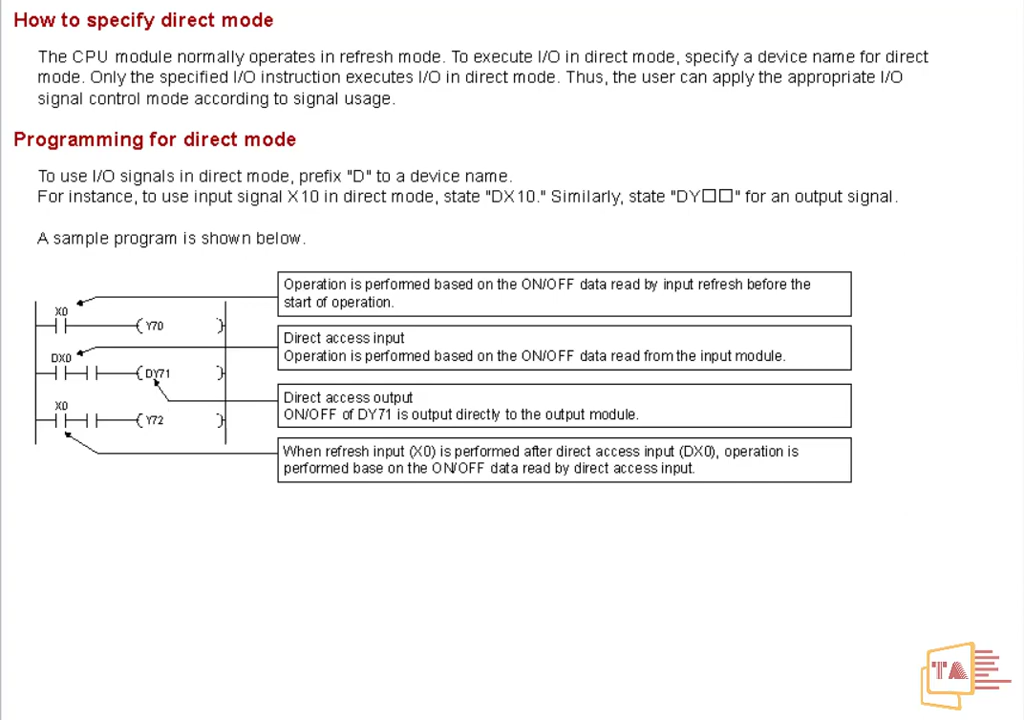 How to specify direct mode
The CPU module normally operates in refresh mode. To execute I/O in direct mode, specify a device name for direct
mode. Only the specified I/O instruction executes I/O in direct mode. Thus, the user can apply the appropriate I/O
signal control mode according to signal usage.
Programming for direct mode
To use I/O signals in direct mode, prefix "D" to a device name.
For instance, to use input signal X10 in direct mode, state "DX10." Similarly, state "DY□□" for an output signal.
A sample program is shown below.
Operation is performed based on the ON/OFF data read by input refresh before the
start of operation.
X0
Y70
Direct access input
Operation is performed based on the ON/OFF data read from the input module.
DX0
DY71
Direct access output
ON/OFF of DY71 is output directly to the output module.
X0
Y72
When refresh input (X0) is performed after direct access input (DX0), operation is
performed base on the ON/OFF data read by direct access input.
TA